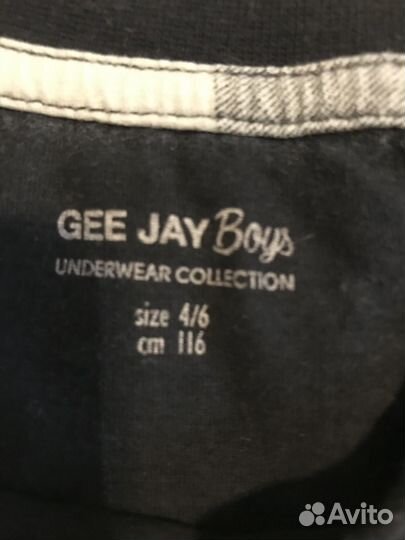 GEE JAY Boys
UNDERWEAR COLLECTION
size 4/6
cm 116
Avito